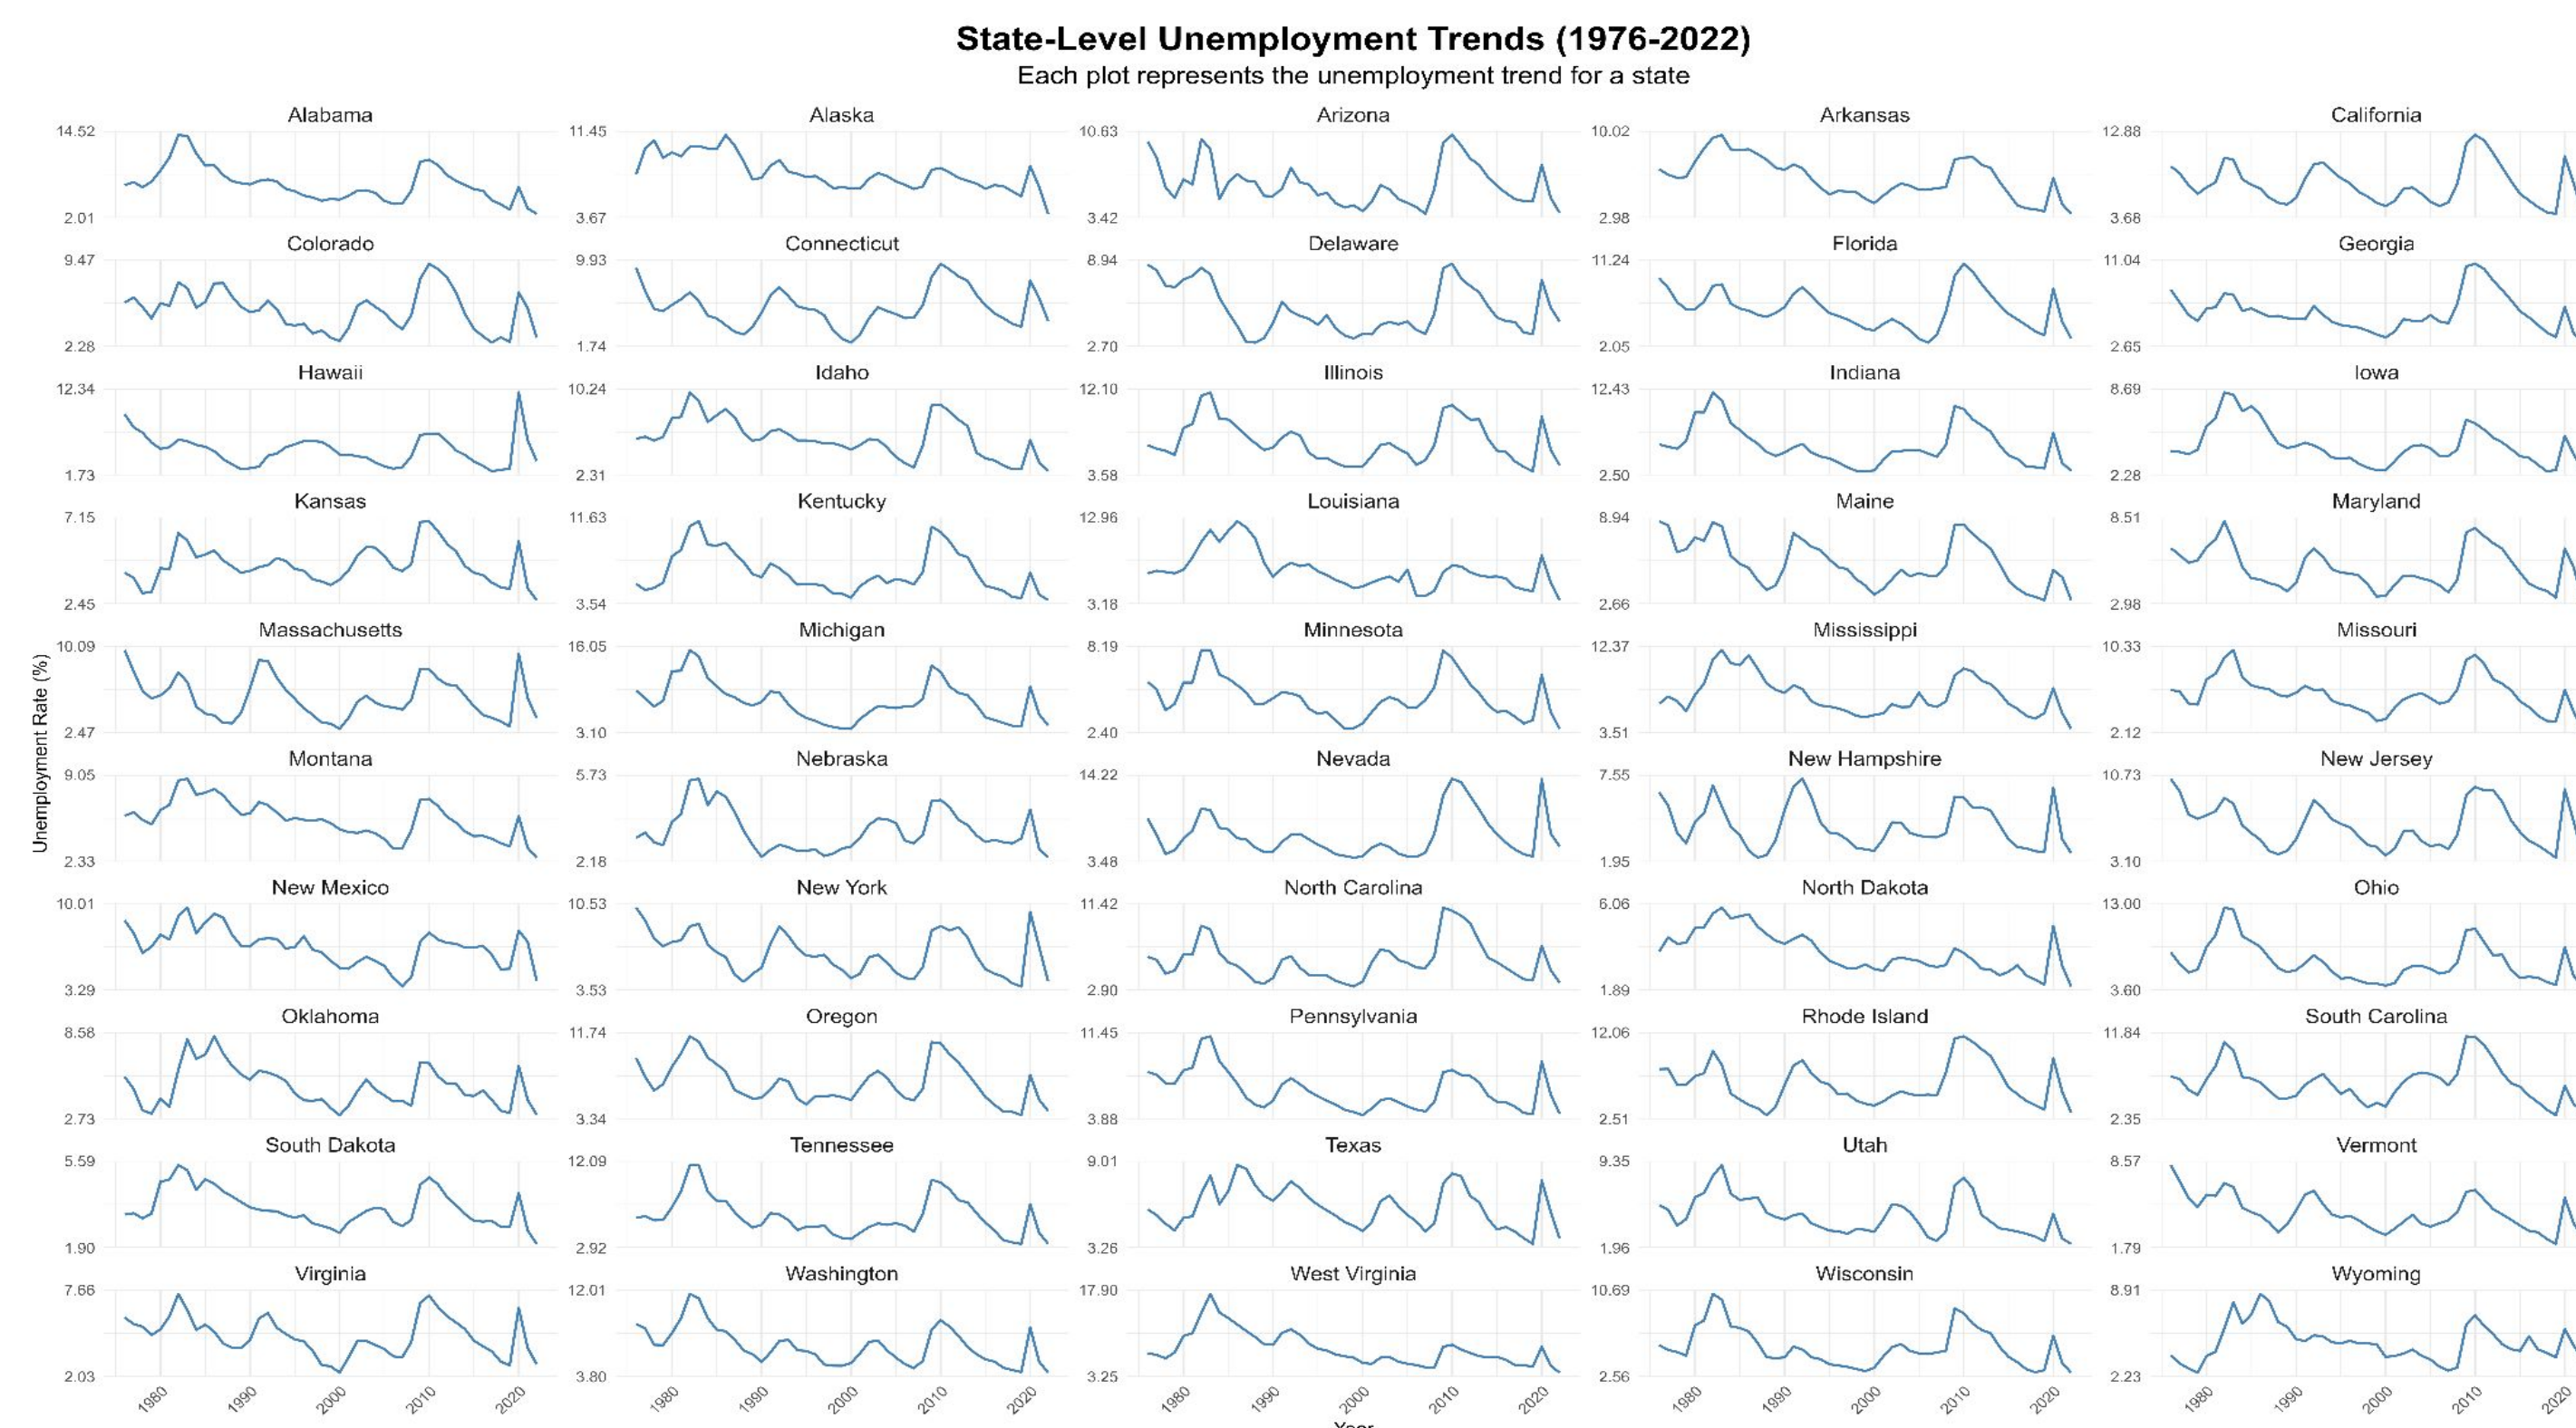 State-Level Unemployment Trends (1976-2022)
Each plot represents the unemployment trend for a state
Alabama Alaska Arizona Arkansas California
14.52 11.45 10.63 10.02 12.88
2.01 3.67 3.42 2.98 3.68
Colorado Connecticut Delaware Florida Georgia
9.47 9.93 8.94 11.24 11.04
2.28 1.74 2.70 2.05 2.65
Hawaii Idaho Illinois Indiana Iowa
12.34 10.24 12.10 12.43 8.69
1.73 2.31 3.58 2.50 2.28
Kansas Kentucky Louisiana Maine Maryland
7.15 11.63 12.96 8.94 8.51
2.45 3.54 3.18 2.66 2.98
Massachusetts Michigan Minnesota Mississippi Missouri
10.09 16.05 8.19 12.37 10.33
2.47 3.10 2.40 3.51 2.12
Unemployment Rate (%)
Montana Nebraska Nevada New Hampshire New Jersey
9.05 5.73 14.22 7.55 10.73
2.33 2.18 3.48 1.95 3.10
New Mexico New York North Carolina North Dakota Ohio
10.01 10.53 11.42 6.06 13.00
3.29 3.53 2.90 1.89 3.60
Oklahoma Oregon Pennsylvania Rhode Island South Carolina
8.58 11.74 11.45 12.06 11.84
2.73 3.34 3.88 2.51 2.35
South Dakota Tennessee Texas Utah Vermont
5.59 12.09 9.01 9.35 8.57
1.90 2.92 3.26 1.96 1.79
Virginia Washington West Virginia Wisconsin Wyoming
7.66 12.01 17.90 10.69 8.91
2.03 3.80 3.25 2.56 2.23
1980 1990 2000 2010 2020 1980 1990 2000 2010 2020 1980 1990 2000 2010 2020 1980 1990 2000 2010 2020 1980 1990 2000 2010 2020
Year